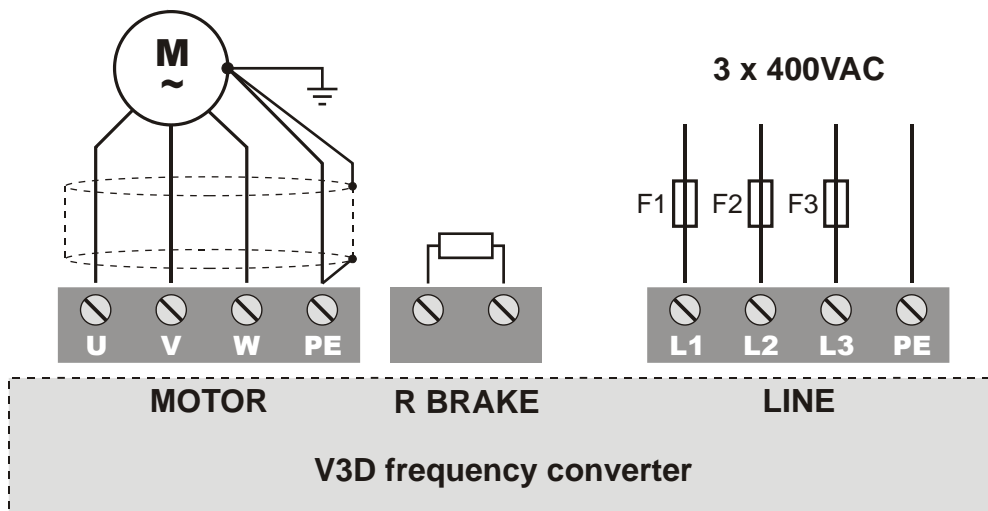 M
~
3 x 400VAC
F1 F2 F3
U V W PE
L1 L2 L3 PE
MOTOR
R BRAKE
LINE
V3D frequency converter